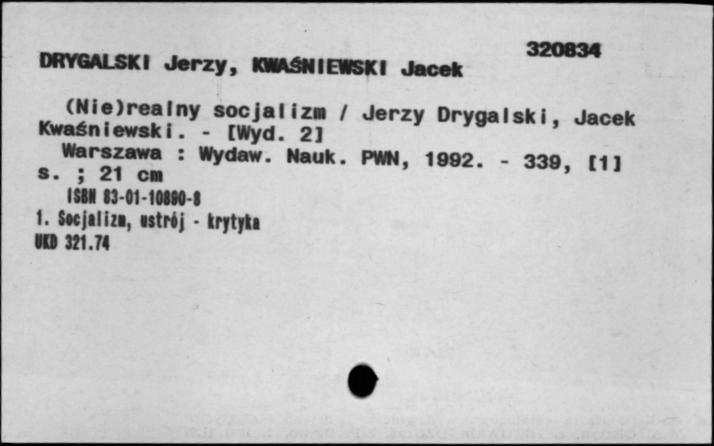 320834
DRYGALSKI Jerzy, KWAŚNIEWSKI Jacek
(Nie)realny socjalizm / Jerzy Drygalski, Jacek
Kwaśniewski. - [Wyd. 2]
Warszawa : Wydaw. Nauk. PWN, 1992. - 339, [1]
s. ; 21 cm
ISBN 83-01-10890-8
1. Socjalizm, ustrój - krytyka
UKD 321.74